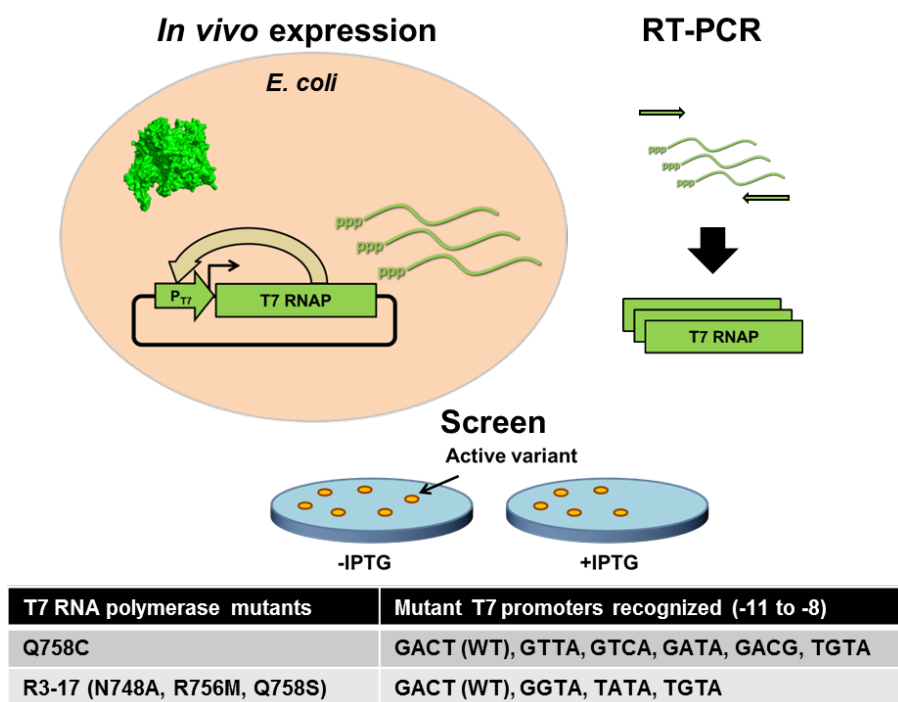 In vivo expression
RT-PCR
E. coli
ppp
ppp
ppp
PT7
T7 RNAP
ppp
ppp
ppp
T7 RNAP
Screen
Active variant
-IPTG
+IPTG
T7 RNA polymerase mutants
Mutant T7 promoters recognized (-11 to -8)
Q758C
GACT (WT), GTTA, GTCA, GATA, GACG, TGTA
R3-17 (N748A, R756M, Q758S)
GACT (WT), GGTA, TATA, TGTA